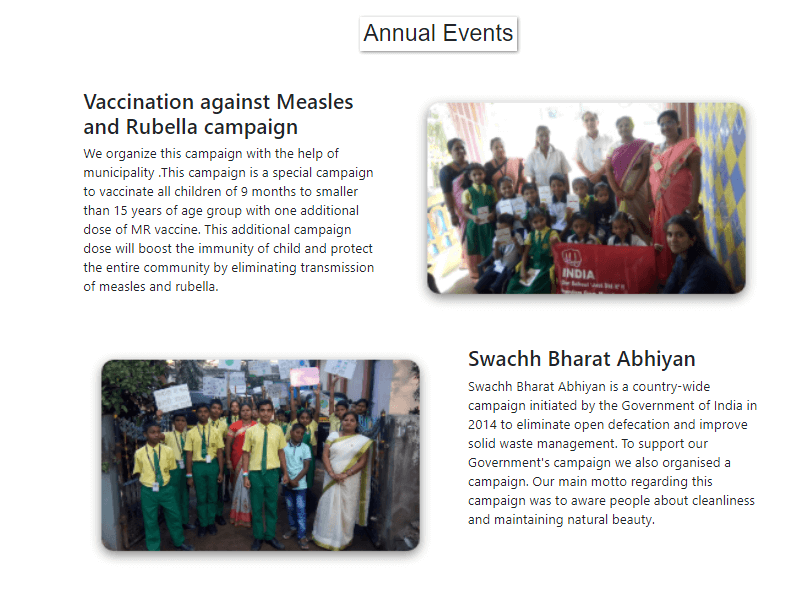 Annual Events
Vaccination against Measles
and Rubella campaign
We organize this campaign with the help of
municipality .This campaign is a special campaign
to vaccinate all children of 9 months to smaller
than 15 years of age group with one additional
dose of MR vaccine. This additional campaign
dose will boost the immunity of child and protect
the entire community by eliminating transmission
of measles and rubella.
INDIA
Swachh Bharat Abhiyan
Swachh Bharat Abhiyan is a country-wide
campaign initiated by the Government of India in
2014 to eliminate open defecation and improve
solid waste management. To support our
Government's campaign we also organised a
campaign. Our main motto regarding this
campaign was to aware people about cleanliness
and maintaining natural beauty.